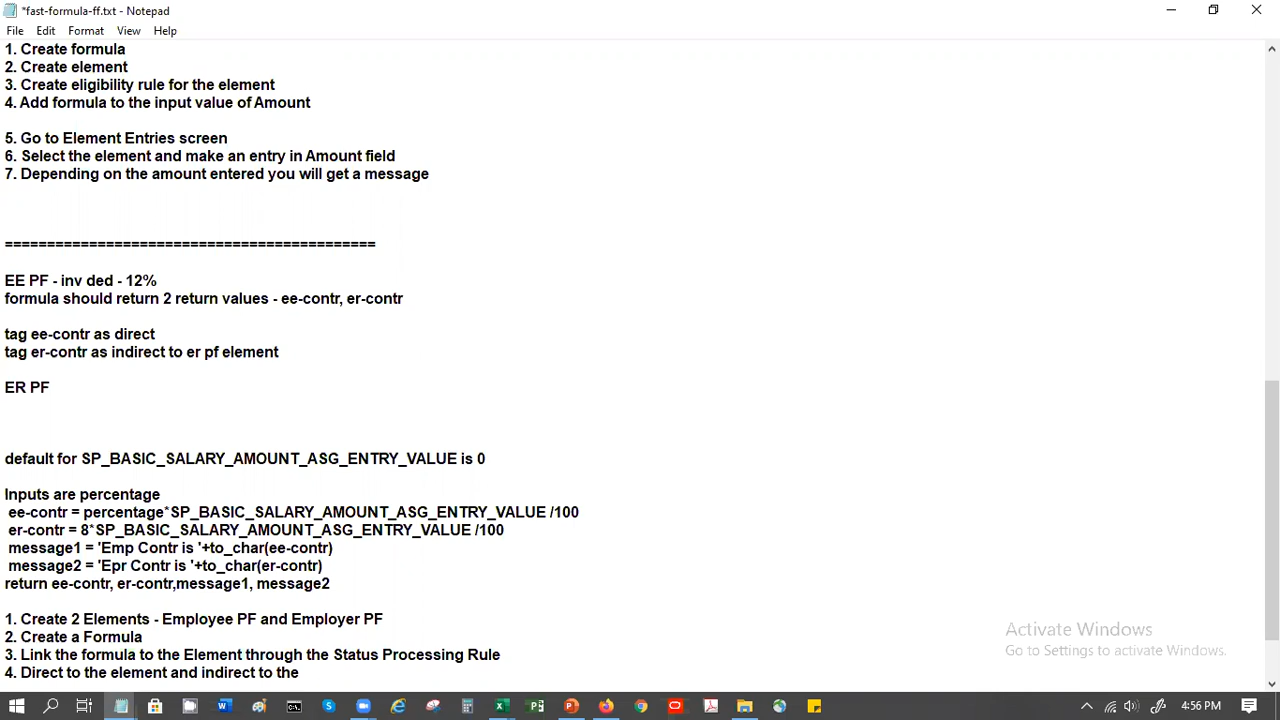 *fast-formula-ff.txt - Notepad
File Edit Format View Help
1. Create formula
2. Create element
3. Create eligibility rule for the element
4. Add formula to the input value of Amount
5. Go to Element Entries screen
6. Select the element and make an entry in Amount field
7. Depending on the amount entered you will get a message
============================================
EE PF - inv ded - 12%
formula should return 2 return values - ee-contr, er-contr
tag ee-contr as direct
tag er-contr as indirect to er pf element
ER PF
default for SP_BASIC_SALARY_AMOUNT_ASG_ENTRY_VALUE is 0
Inputs are percentage
ee-contr = percentage*SP_BASIC_SALARY_AMOUNT_ASG_ENTRY_VALUE /100
er-contr = 8*SP_BASIC_SALARY_AMOUNT_ASG_ENTRY_VALUE /100
message1 = 'Emp Contr is '+to_char(ee-contr)
message2 = 'Epr Contr is '+to_char(er-contr)
return ee-contr, er-contr,message1, message2
1. Create 2 Elements - Employee PF and Employer PF
2. Create a Formula
3. Link the formula to the Element through the Status Processing Rule
4. Direct to the element and indirect to the
Activate Windows
Go to Settings to activate Windows.
4:56 PM